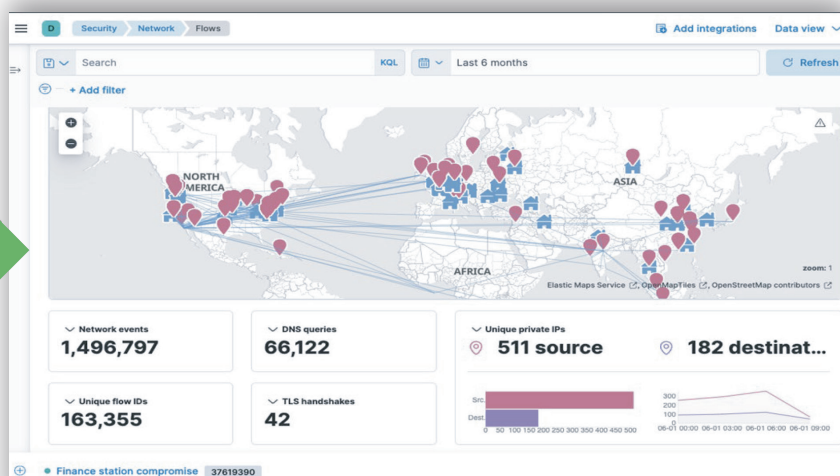 D Security Network Flows Add integrations Data view
Search KQL Last 6 months Refresh
+ Add filter
NORTH
AMERICA
ASIA
AFRICA
zoom: 1
Elastic Maps Service, OpenMapTiles, OpenStreetMap contributors
Network events
1,496,797
DNS queries
66,122
Unique private IPs
511 source
182 destinat...
Unique flow IDs
163,355
TLS handshakes
42
Src.
Dest.
0 50 100 150 200 250 300 350 400 450 500
300
200
100
0
06-01 00:00 06-01 03:00 06-01 06:00 06-01 09:00
Finance station compromise 37619390